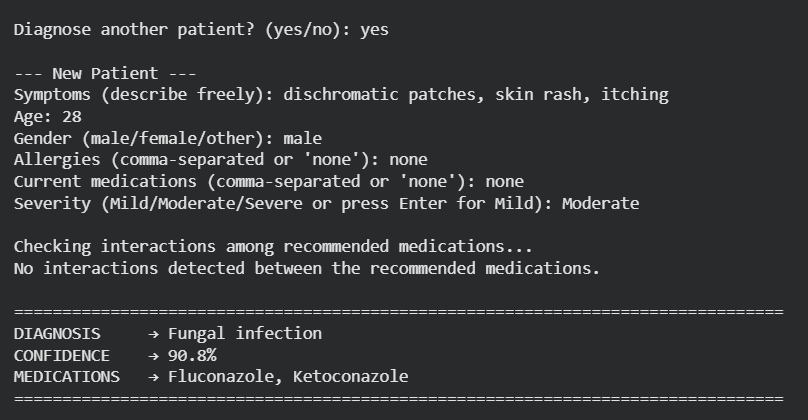 Diagnose another patient? (yes/no): yes
--- New Patient ---
Symptoms (describe freely): dischromatic patches, skin rash, itching
Age: 28
Gender (male/female/other): male
Allergies (comma-separated or 'none'): none
Current medications (comma-separated or 'none'): none
Severity (Mild/Moderate/Severe or press Enter for Mild): Moderate
Checking interactions among recommended medications...
No interactions detected between the recommended medications.
================================================================================
DIAGNOSIS → Fungal infection
CONFIDENCE → 90.8%
MEDICATIONS → Fluconazole, Ketoconazole
================================================================================